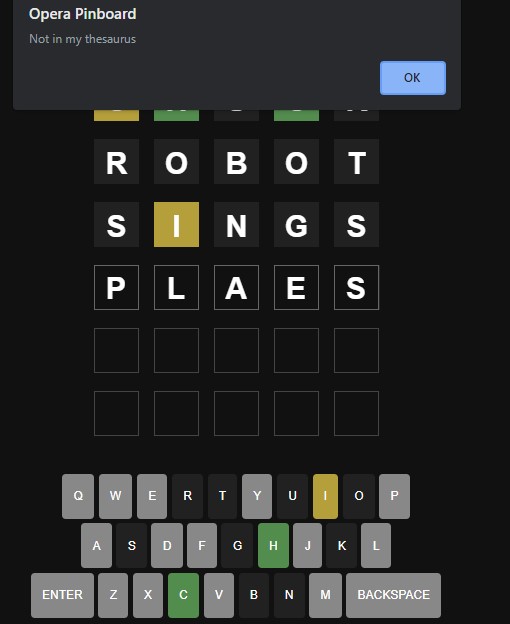 Opera Pinboard
Not in my thesaurus
OK
R O B O T
S I N G S
P L A E S
Q W E R T Y U I O P
A S D F G H J K L
ENTER Z X C V B N M BACKSPACE